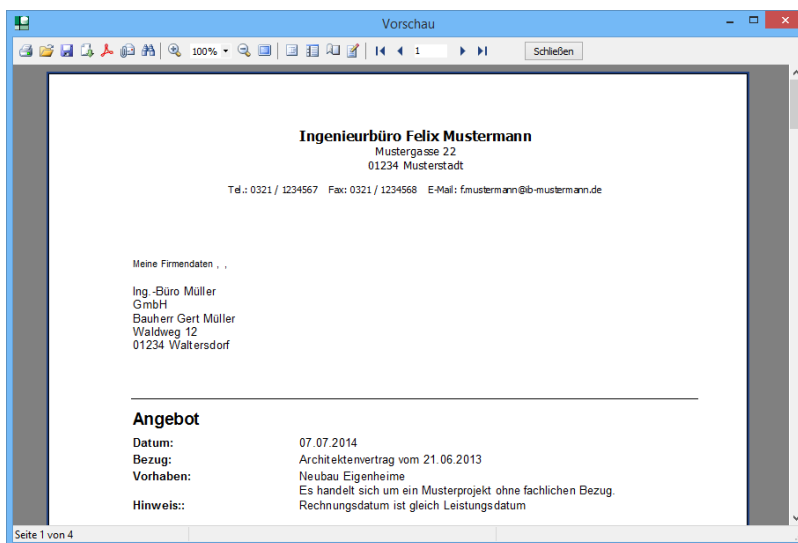 Vorschau
100%
1
Schließen
Ingenieurbüro Felix Mustermann
Mustergasse 22
01234 Musterstadt
Tel.: 0321 / 1234567 Fax: 0321 / 1234568 E-Mail: f.mustermann@ib-mustermann.de
Meine Firmendaten , ,
Ing.-Büro Müller
GmbH
Bauherr Gert Müller
Waldweg 12
01234 Waltersdorf
Angebot
Datum: 07.07.2014
Bezug: Architektenvertrag vom 21.06.2013
Vorhaben: Neubau Eigenheime
Es handelt sich um ein Musterprojekt ohne fachlichen Bezug.
Hinweis:: Rechnungsdatum ist gleich Leistungsdatum
Seite 1 von 4